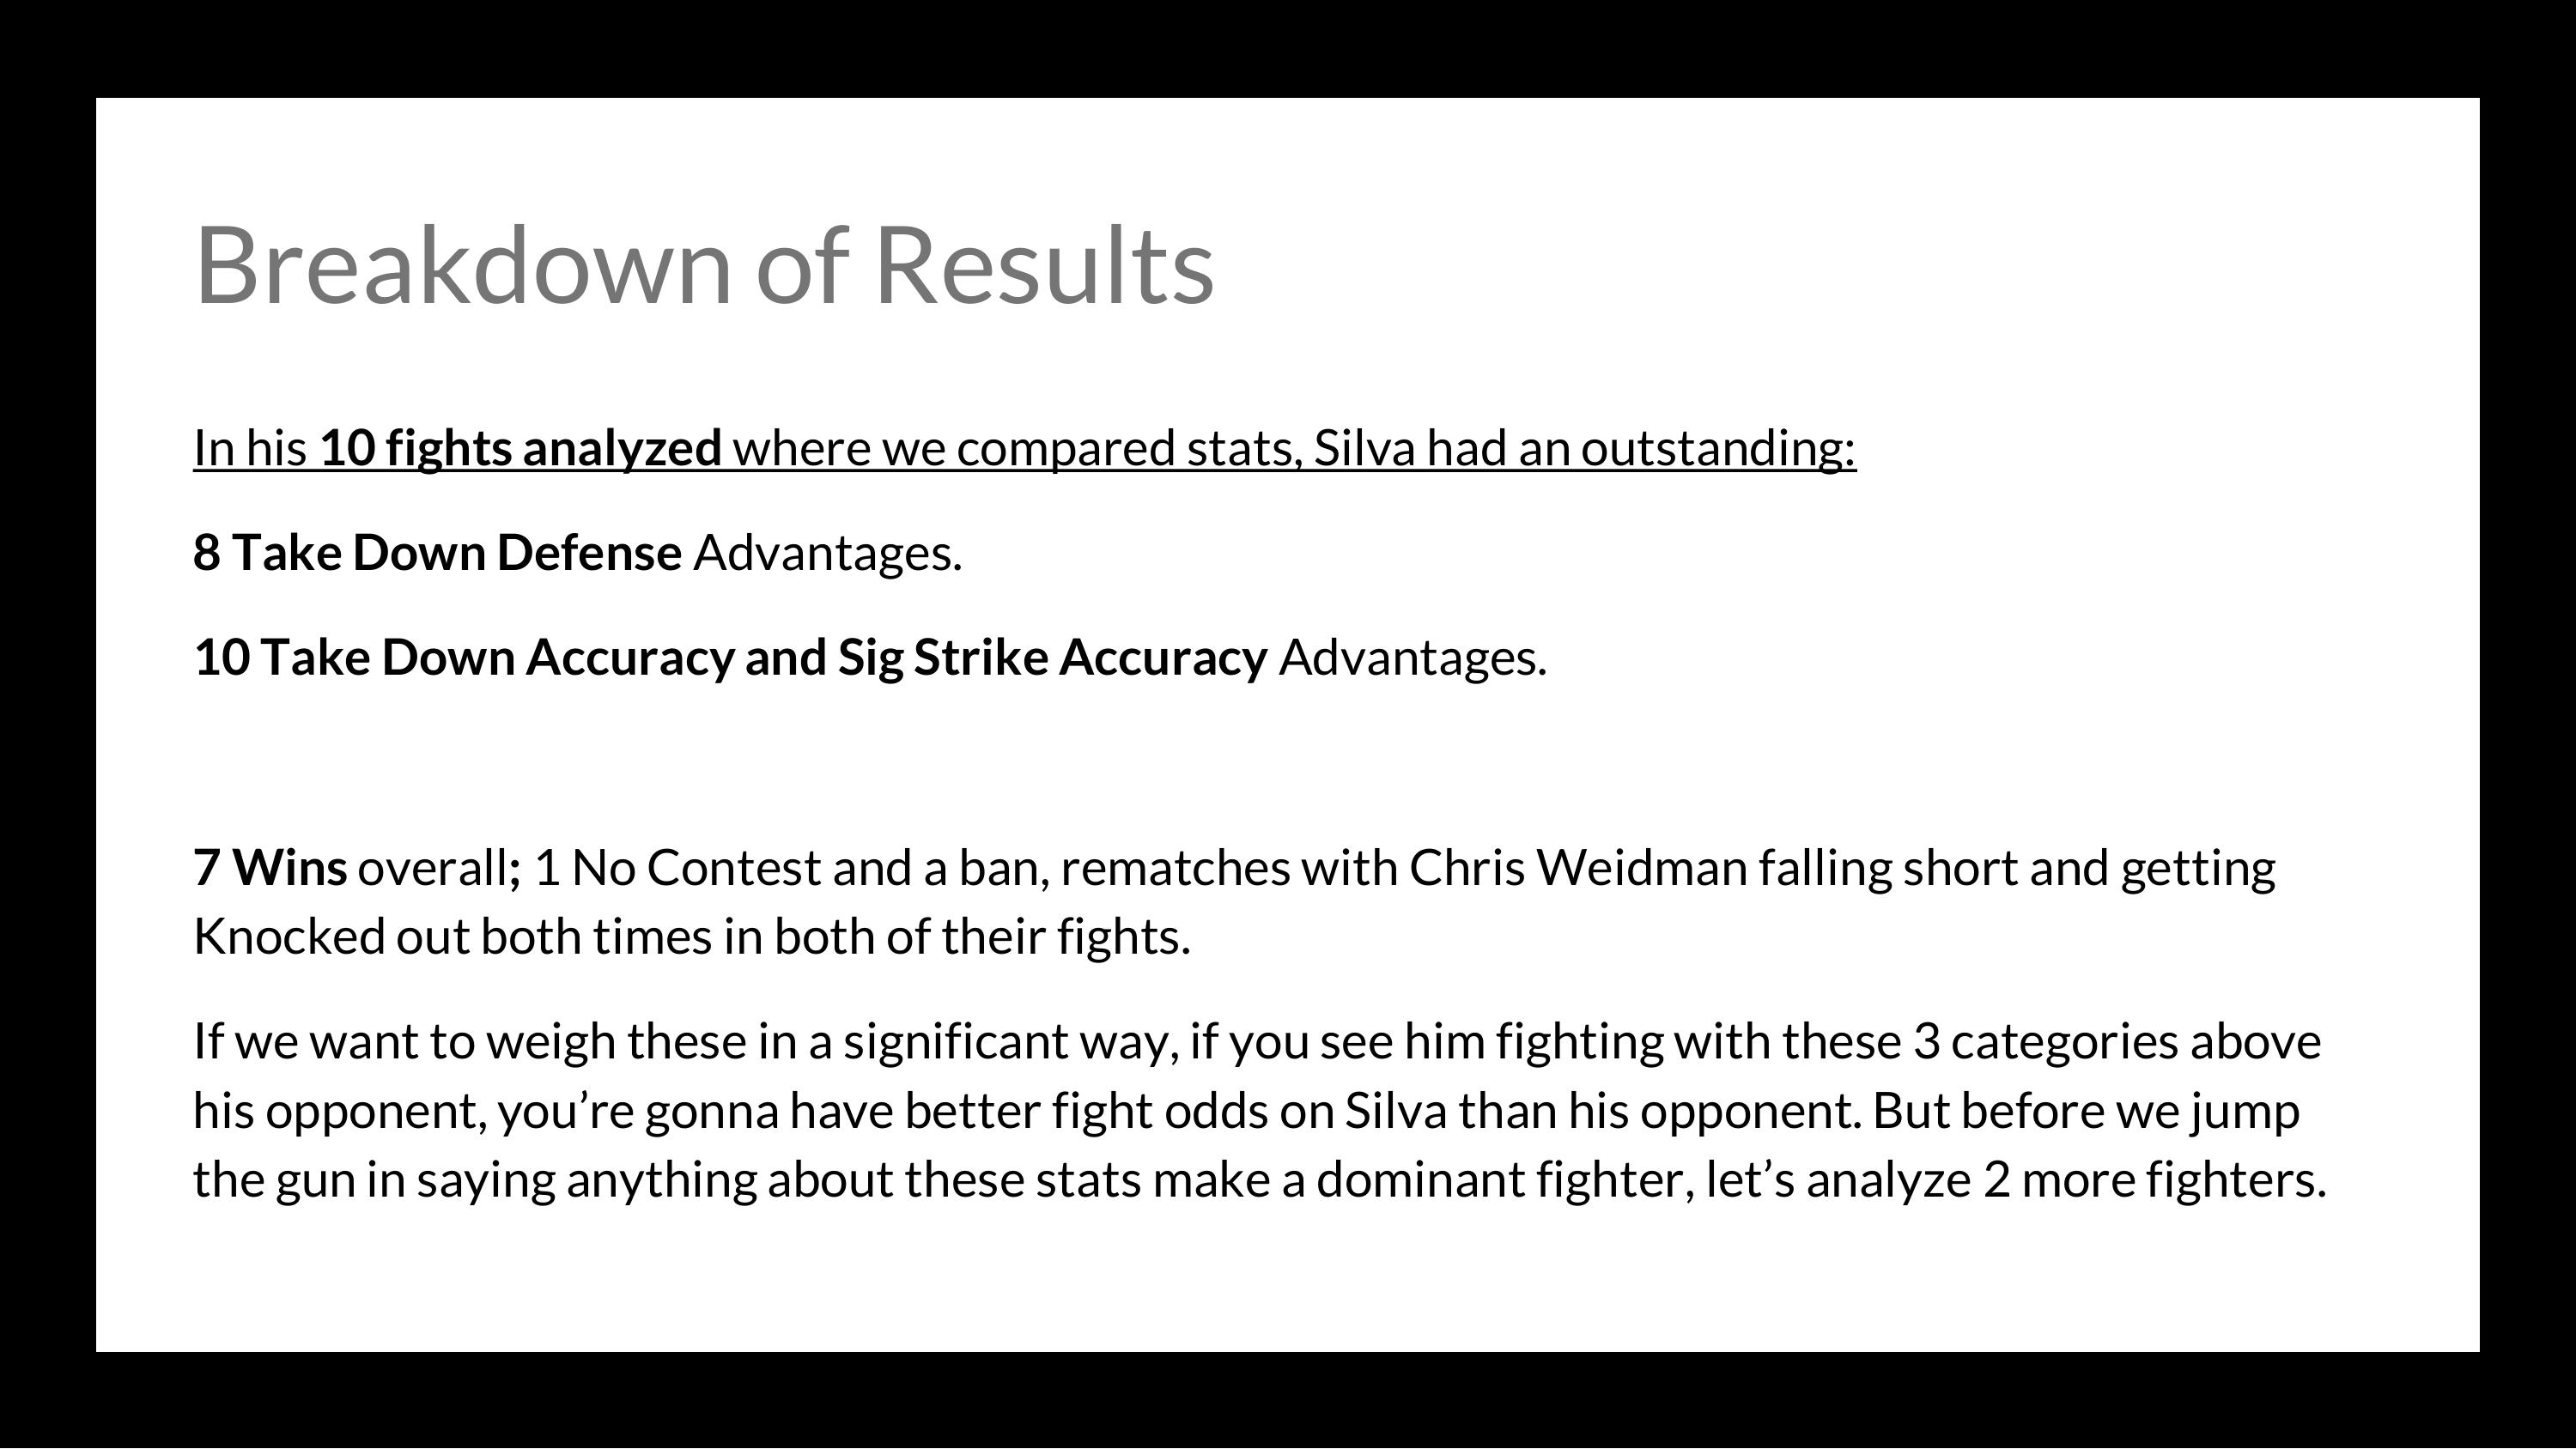 Breakdown of Results
In his 10 fights analyzed where we compared stats, Silva had an outstanding:
8 Take Down Defense Advantages.
10 Take Down Accuracy and Sig Strike Accuracy Advantages.
7 Wins overall; 1 No Contest and a ban, rematches with Chris Weidman falling short and getting
Knocked out both times in both of their fights.
If we want to weigh these in a significant way, if you see him fighting with these 3 categories above
his opponent, you’re gonna have better fight odds on Silva than his opponent. But before we jump
the gun in saying anything about these stats make a dominant fighter, let’s analyze 2 more fighters.